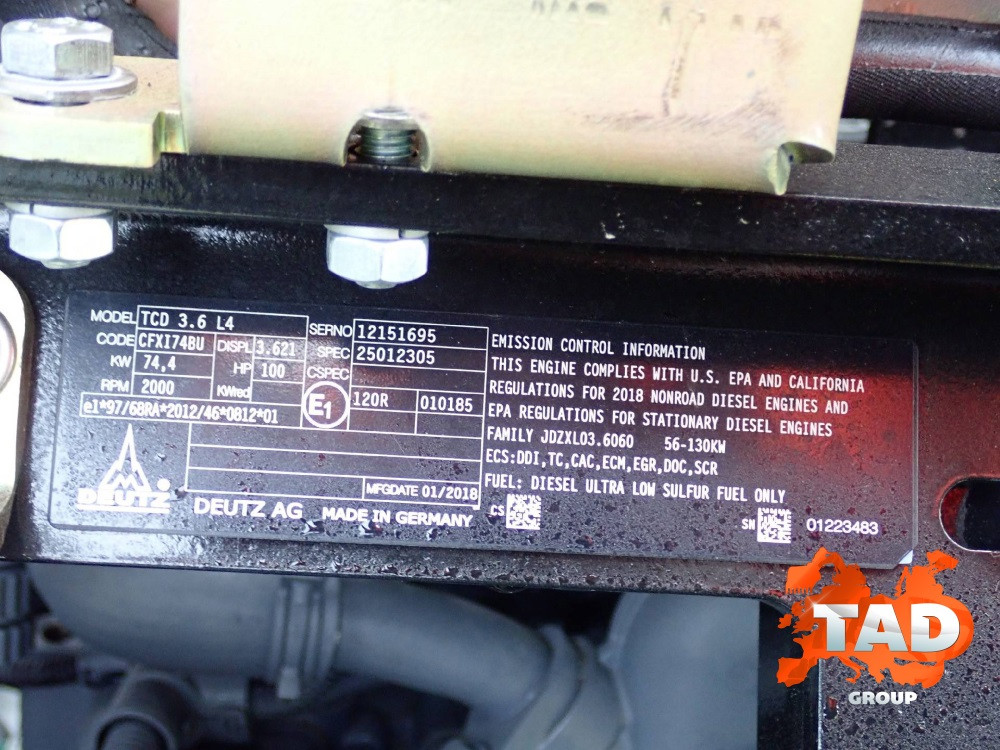 MODEL TCD 3.6 L4 SERNO 12151695
CODE CFXI74BU DISPL 3.621 SPEC 25012305
KW 74,4 HP 100 CSPEC
RPM 2000 KWred E1 120R 010185
e1*97/68RA*2012/46*0812*01
MFGDATE 01/2018
DEUTZ DEUTZ AG MADE IN GERMANY
EMISSION CONTROL INFORMATION
THIS ENGINE COMPLIES WITH U.S. EPA AND CALIFORNIA
REGULATIONS FOR 2018 NONROAD DIESEL ENGINES AND
EPA REGULATIONS FOR STATIONARY DIESEL ENGINES
FAMILY JDZXL03.6060 56-130KW
ECS:DDI,TC,CAC,ECM,EGR,DOC,SCR
FUEL: DIESEL ULTRA LOW SULFUR FUEL ONLY
CS SN 01223483
TAD
GROUP